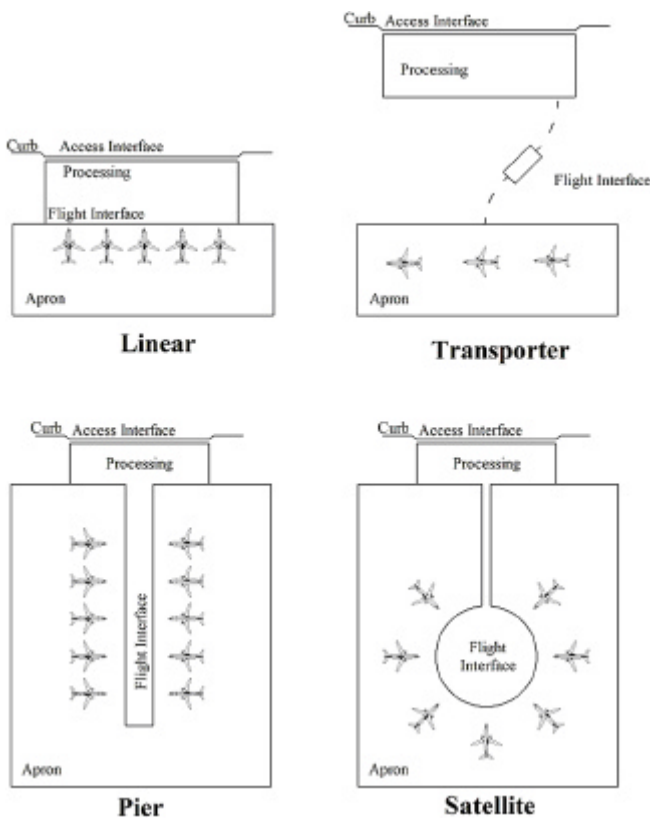 Curb Access Interface
Processing
Flight Interface
Apron
Linear
Curb Access Interface
Processing
Flight Interface
Apron
Transporter
Curb Access Interface
Processing
Flight Interface
Apron
Pier
Curb Access Interface
Processing
Flight
Interface
Apron
Satellite